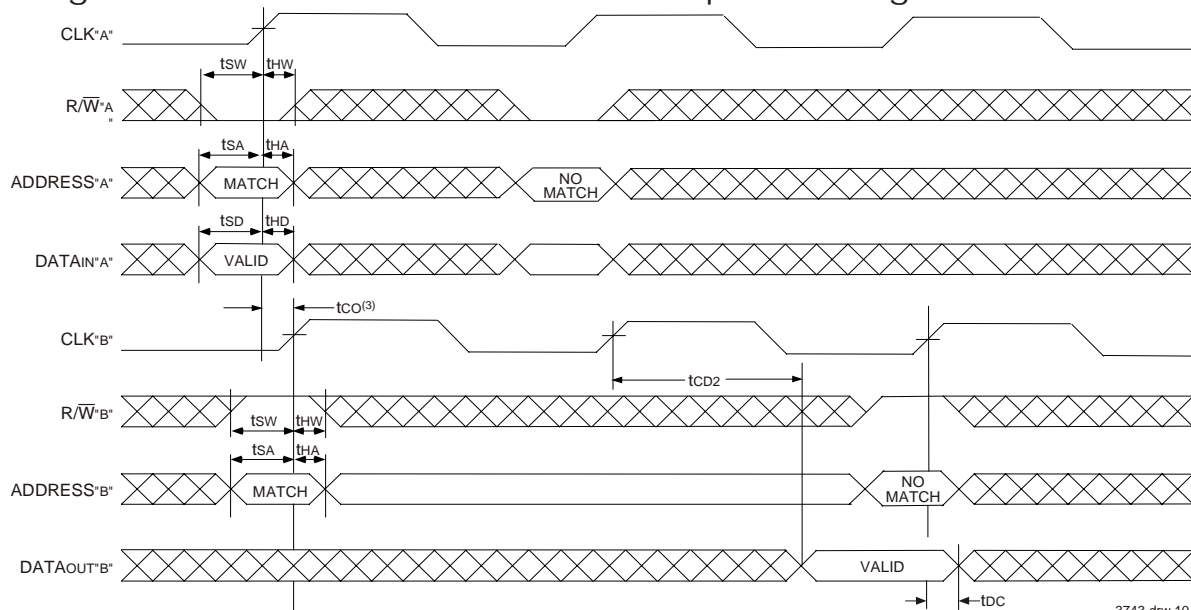 CLK"A"
tSW tHW
R/W"A
"
tSA tHA
ADDRESS"A" MATCH NO
MATCH
tSD tHD
DATAIN"A" VALID
tCO(3)
CLK"B"
tCD2
R/W"B"
tSW tHW
tSA tHA
ADDRESS"B" MATCH NO
MATCH
DATAOUT"B" VALID
tDC